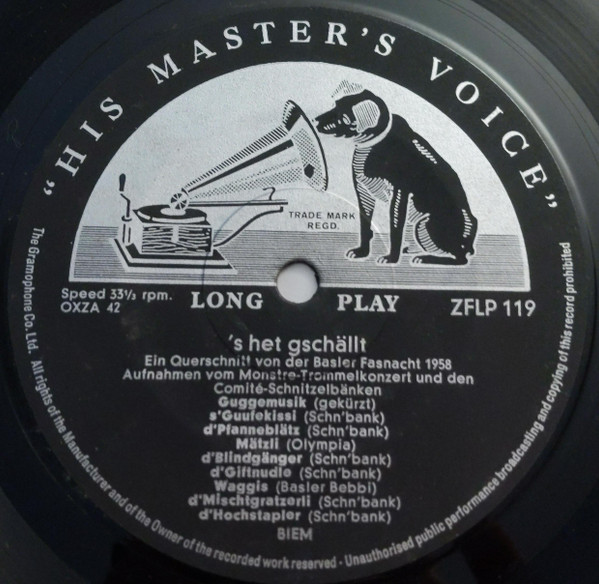 "HIS MASTER'S VOICE"
TRADE MARK
REGD.
Speed 33⅓ rpm.
OXZA 42
LONG PLAY
ZFLP 119
's het gschällt
Ein Querschnitt von der Basler Fasnacht 1958
Aufnahmen vom Monstre-Trommelkonzert und den
Comité-Schnitzelbänken
Guggemusik (gekürzt)
s'Guufekissi (Schn'bank)
d'Pfanneblätz (Schn'bank)
Mätzli (Olympia)
d'Blindgänger (Schn'bank)
d'Giftnudle (Schn'bank)
Waggis (Basler Bebbi)
d'Mischtgratzerli (Schn'bank)
d'Hochstapler (Schn'bank)
BIEM
The Gramophone Co. Ltd. All rights of the Manufacturer and of the Owner of the recorded work reserved - Unauthorised public performance broadcasting and copying of this record prohibited